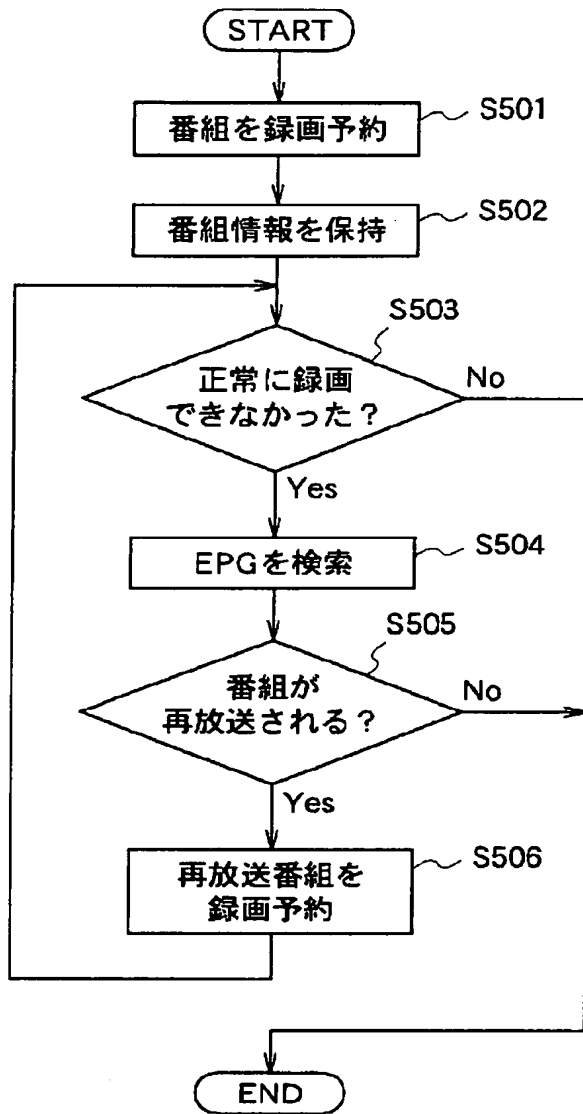 START
番組を録画予約
S501
番組情報を保持
S502
S503
正常に録画
できなかった？
No
Yes
EPGを検索
S504
S505
番組が
再放送される？
No
Yes
再放送番組を
録画予約
S506
END